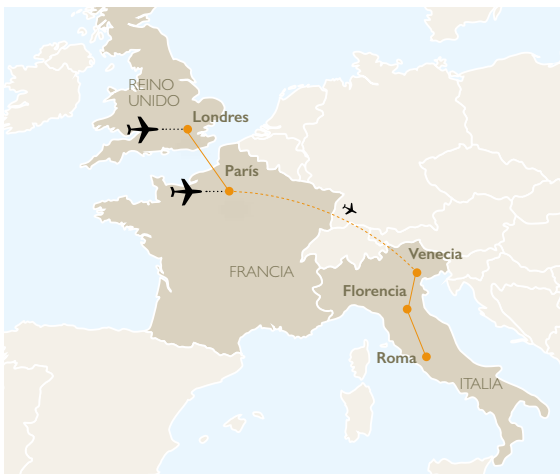 REINO
UNIDO
Londres
París
FRANCIA
Venecia
Florencia
Roma
ITALIA